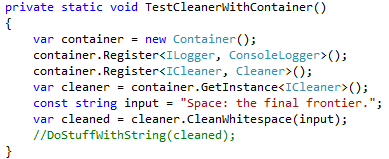 private static void TestCleanerWithContainer()
{
    var container = new Container();
    container.Register<ILogger, ConsoleLogger>();
    container.Register<ICleaner, Cleaner>();
    var cleaner = container.GetInstance<ICleaner>();
    const string input = "Space: the final frontier.";
    var cleaned = cleaner.CleanWhitespace(input);
    //DoStuffWithString(cleaned);
}